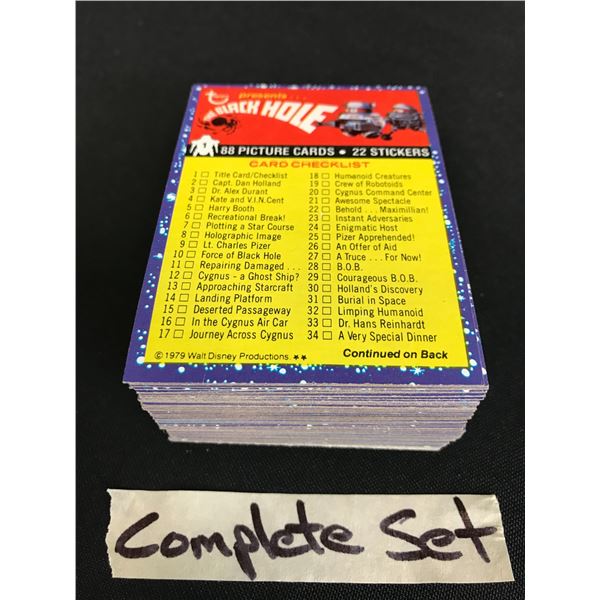 presents...
BLACK HOLE
88 PICTURE CARDS • 22 STICKERS
CARD CHECKLIST
1 □ Title Card/Checklist
2 □ Capt. Dan Holland
3 □ Dr. Alex Durant
4 □ Kate and V.I.N.Cent
5 □ Harry Booth
6 □ Recreational Break!
7 □ Plotting a Star Course
8 □ Holographic Image
9 □ Lt. Charles Pizer
10 □ Force of Black Hole
11 □ Repairing Damaged . . .
12 □ Cygnus - a Ghost Ship?
13 □ Approaching Starcraft
14 □ Landing Platform
15 □ Deserted Passageway
16 □ In the Cygnus Air Car
17 □ Journey Across Cygnus
18 □ Humanoid Creatures
19 □ Crew of Robotoids
20 □ Cygnus Command Center
21 □ Awesome Spectacle
22 □ Behold . . . Maximillian!
23 □ Instant Adversaries
24 □ Enigmatic Host
25 □ Pizer Apprehended!
26 □ An Offer of Aid
27 □ A Truce . . . For Now!
28 □ B.O.B.
29 □ Courageous B.O.B.
30 □ Holland's Discovery
31 □ Burial in Space
32 □ Limping Humanoid
33 □ Dr. Hans Reinhardt
34 □ A Very Special Dinner
© 1979 Walt Disney Productions. **
Continued on Back
Complete Set